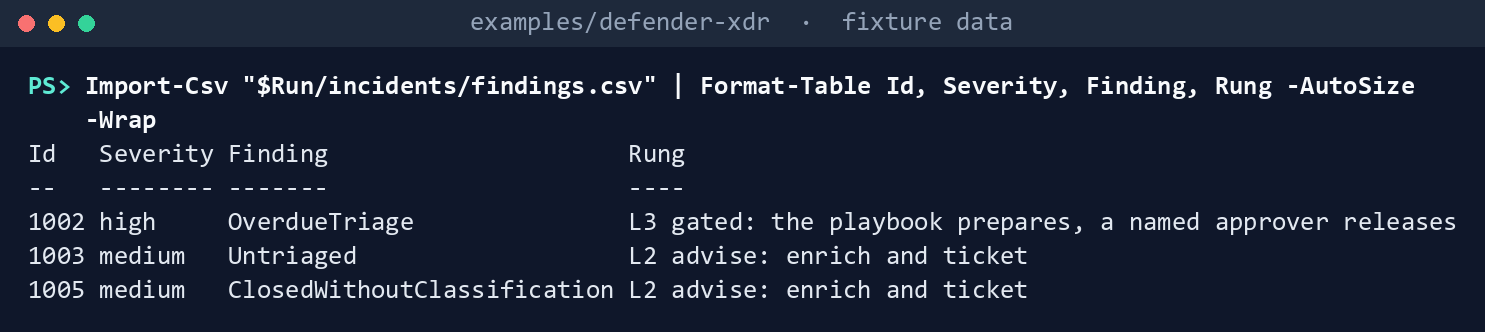 examples/defender-xdr · fixture data
PS> Import-Csv "$Run/incidents/findings.csv" | Format-Table Id, Severity, Finding, Rung -AutoSize
-Wrap
Id   Severity Finding                     Rung
--   -------- -------                     ----
1002 high     OverdueTriage               L3 gated: the playbook prepares, a named approver releases
1003 medium   Untriaged                   L2 advise: enrich and ticket
1005 medium   ClosedWithoutClassification L2 advise: enrich and ticket